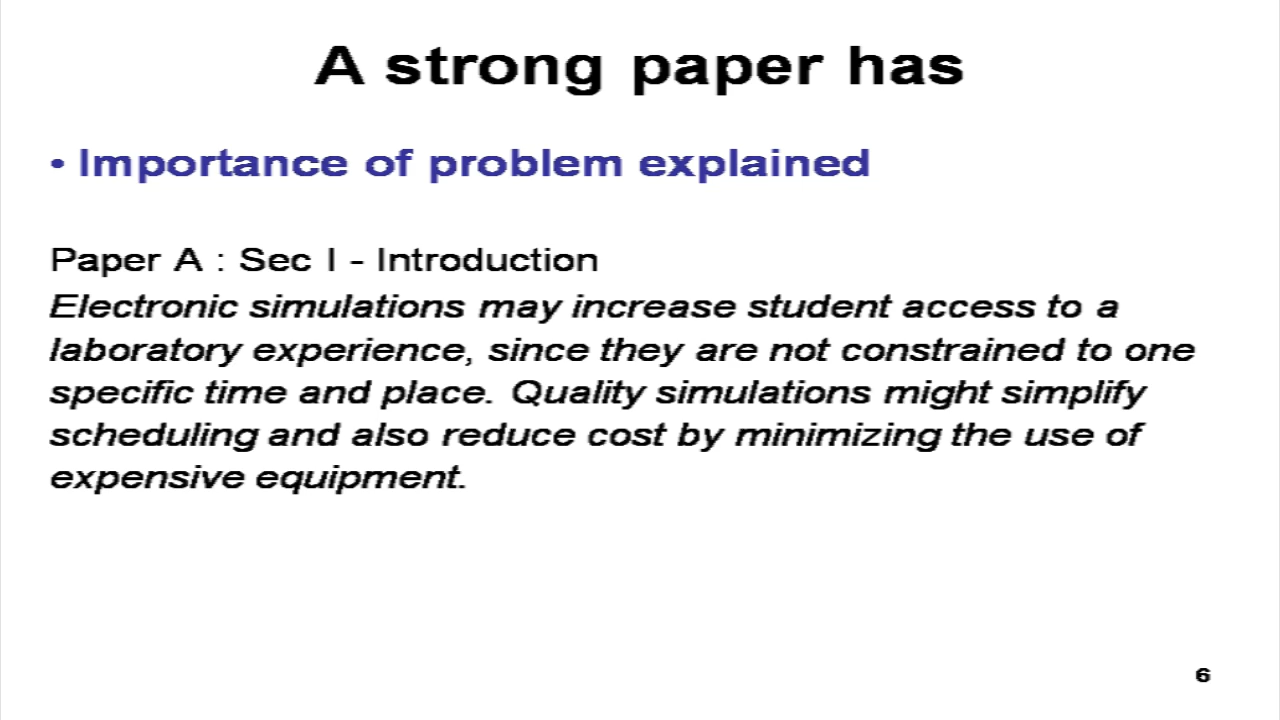 A strong paper has
• Importance of problem explained
Paper A : Sec I - Introduction
Electronic simulations may increase student access to a
laboratory experience, since they are not constrained to one
specific time and place. Quality simulations might simplify
scheduling and also reduce cost by minimizing the use of
expensive equipment.
6